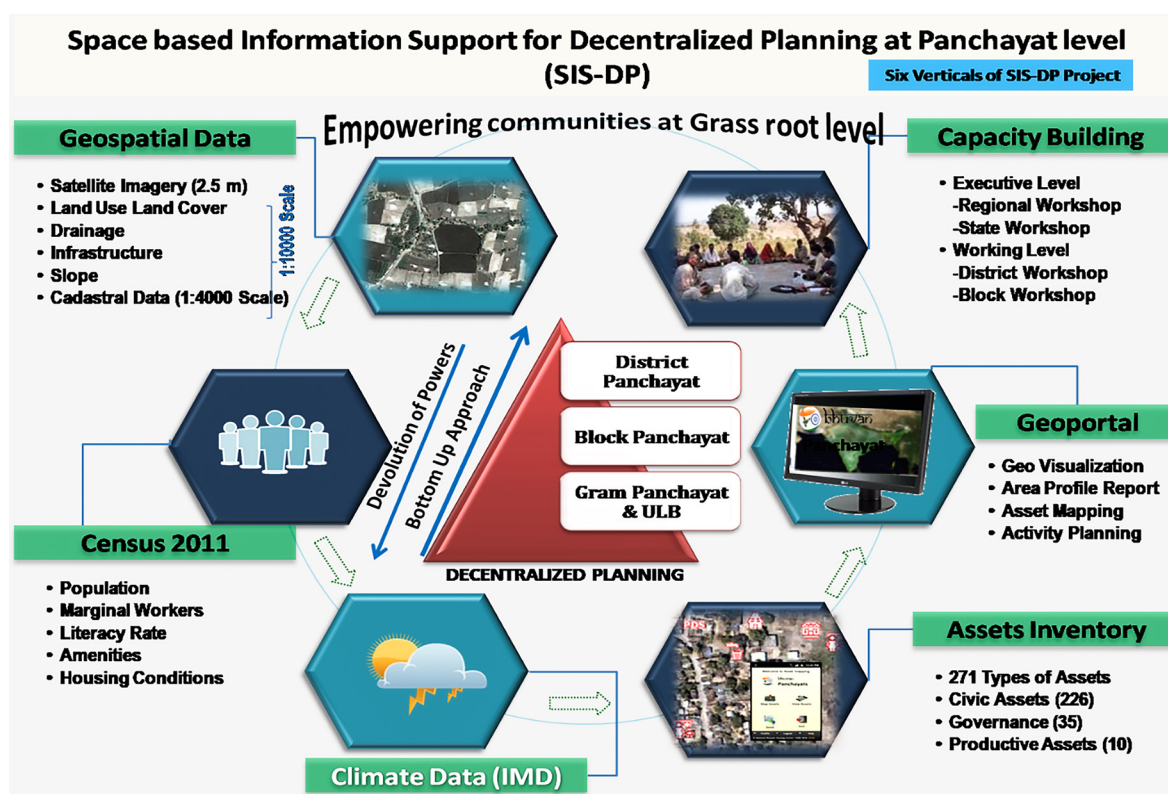 Space based Information Support for Decentralized Planning at Panchayat level
(SIS-DP)
Six Verticals of SIS-DP Project
Empowering communities at Grass root level
Geospatial Data
• Satellite Imagery (2.5 m)
• Land Use Land Cover
• Drainage
• Infrastructure
• Slope
• Cadastral Data (1:4000 Scale)
1:10000 Scale
Capacity Building
• Executive Level
-Regional Workshop
-State Workshop
• Working Level
-District Workshop
-Block Workshop
Devolution of Powers
Bottom Up Approach
District
Panchayat
Block Panchayat
Gram Panchayat
& ULB
DECENTRALIZED PLANNING
bhuvan
Panchayat
Geoportal
• Geo Visualization
• Area Profile Report
• Asset Mapping
• Activity Planning
Census 2011
• Population
• Marginal Workers
• Literacy Rate
• Amenities
• Housing Conditions
Climate Data (IMD)
PDS
Panchayats
Assets Inventory
• 271 Types of Assets
• Civic Assets (226)
• Governance (35)
• Productive Assets (10)